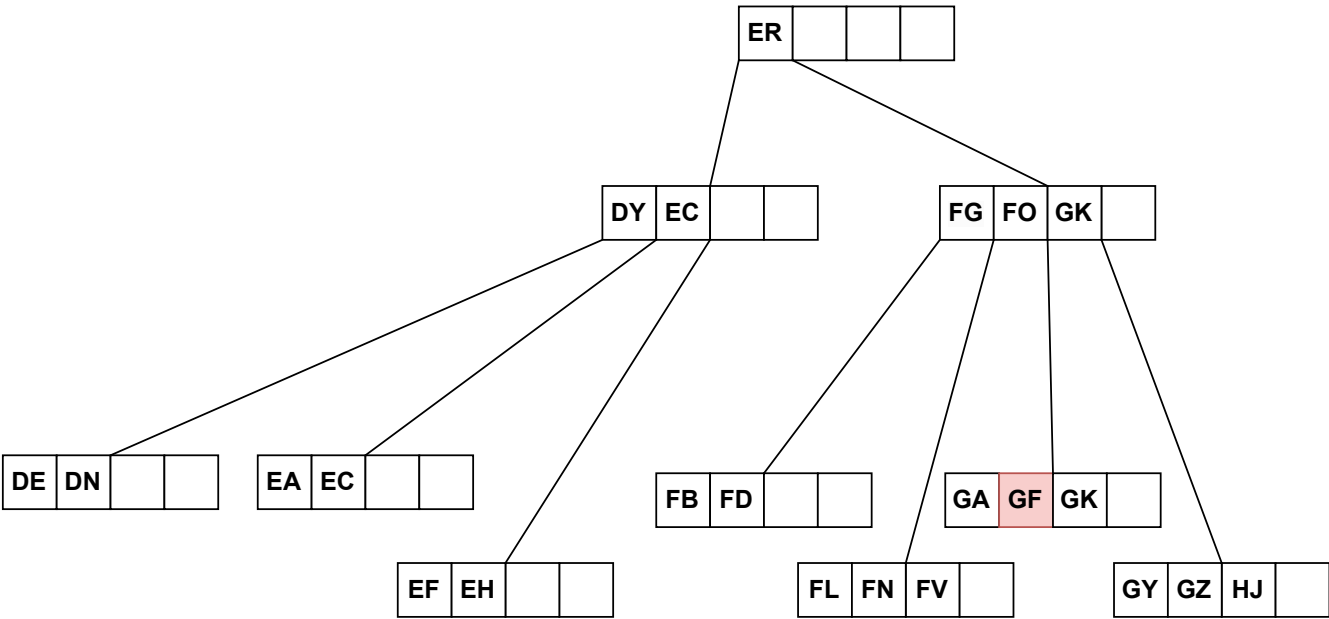 ER
DY EC
FG FO GK
DE DN
EA EC
FB FD
GA GF GK
EF EH
FL FN FV
GY GZ HJ